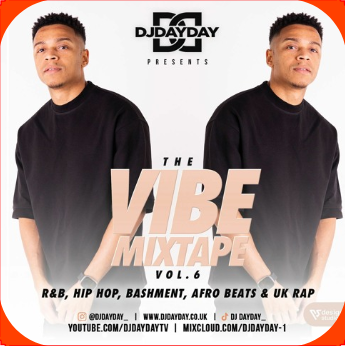 DJDAYDAY
PRESENTS
THE
VIBE
MIXTAPE
VOL.6
R&B, HIP HOP, BASHMENT, AFRO BEATS & UK RAP
@DJDAYDAY_ | WWW.DJDAYDAY.CO.UK | DJ DAYDAY_
YOUTUBE.COM/DJDAYDAYTV | MIXCLOUD.COM/DJDAYDAY-1